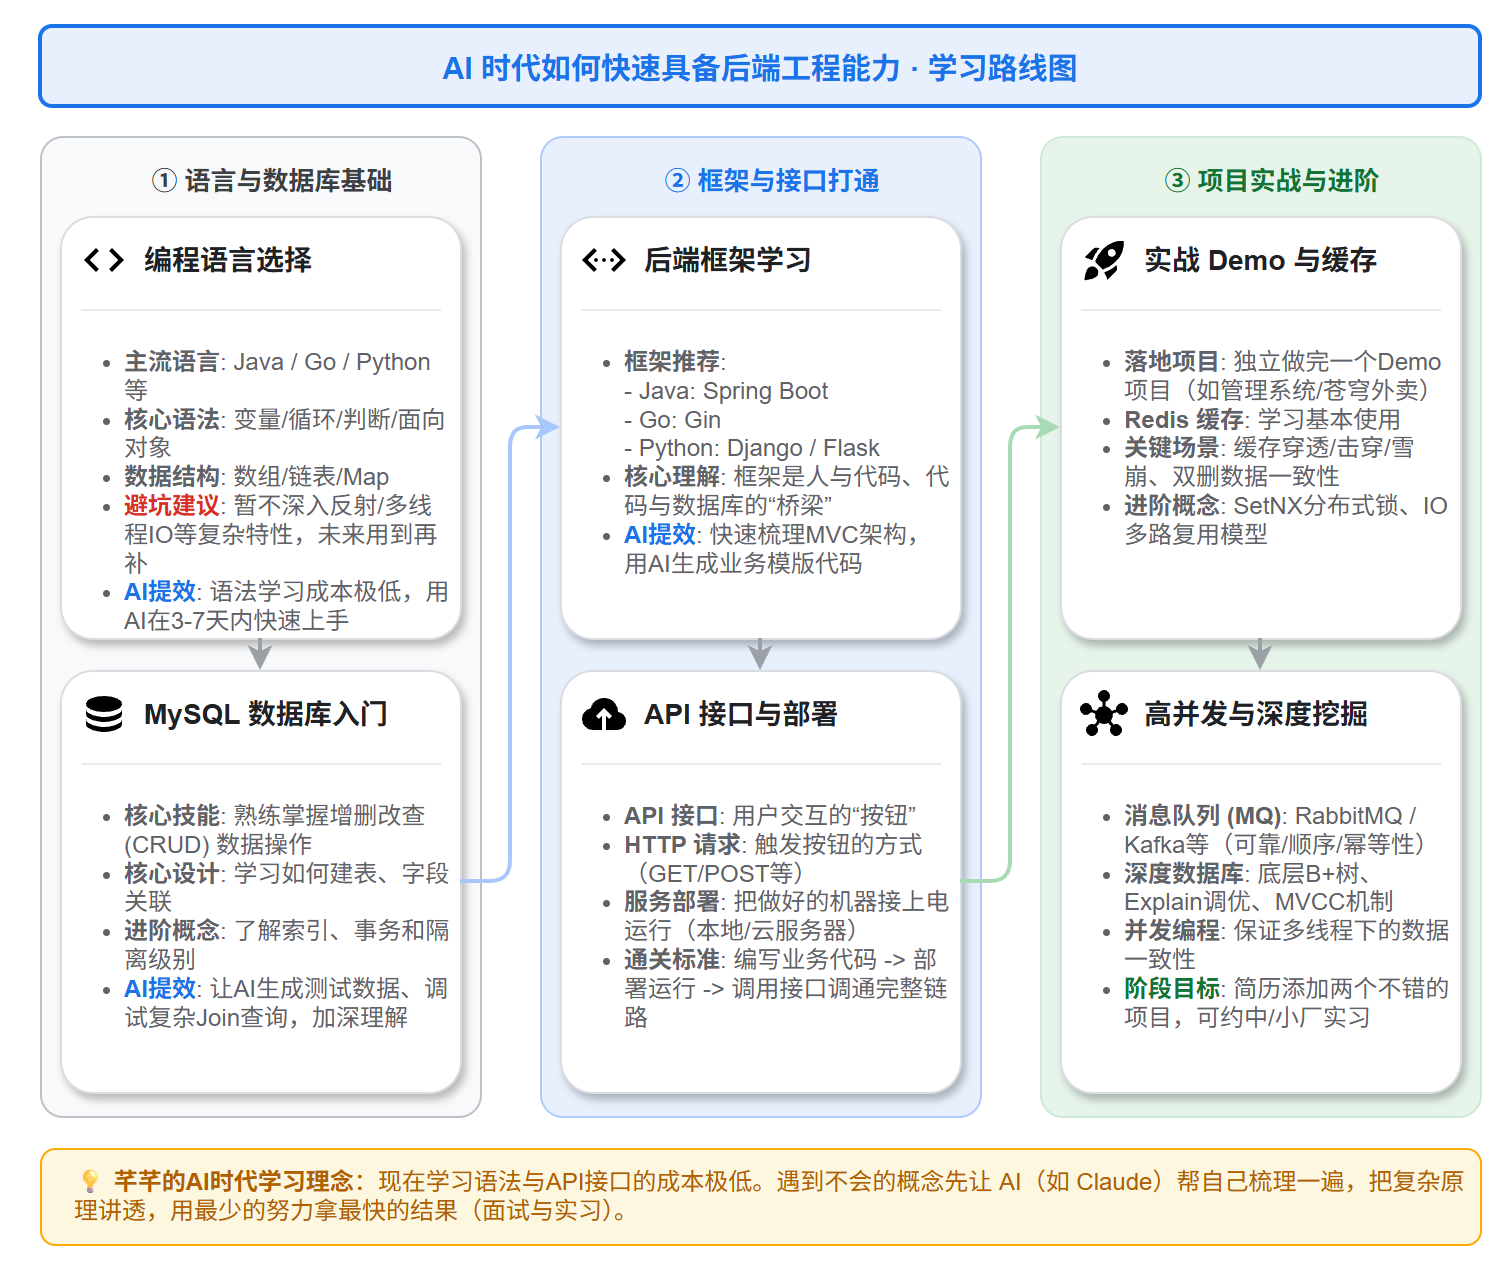 AI 时代如何快速具备后端工程能力 · 学习路线图
① 语言与数据库基础
编程语言选择
• 主流语言: Java / Go / Python
等
• 核心语法: 变量/循环/判断/面向
对象
• 数据结构: 数组/链表/Map
• 避坑建议: 暂不深入反射/多线
程IO等复杂特性，未来用到再
补
• AI提效: 语法学习成本极低，用
AI在3-7天内快速上手
MySQL 数据库入门
• 核心技能: 熟练掌握增删改查
(CRUD) 数据操作
• 核心设计: 学习如何建表、字段
关联
• 进阶概念: 了解索引、事务和隔
离级别
• AI提效: 让AI生成测试数据、调
试复杂Join查询，加深理解
② 框架与接口打通
后端框架学习
• 框架推荐:
- Java: Spring Boot
- Go: Gin
- Python: Django / Flask
• 核心理解: 框架是人与代码、代
码与数据库的“桥梁”
• AI提效: 快速梳理MVC架构，
用AI生成业务模版代码
API 接口与部署
• API 接口: 用户交互的“按钮”
• HTTP 请求: 触发按钮的方式
（GET/POST等）
• 服务部署: 把做好的机器接上电
运行（本地/云服务器）
• 通关标准: 编写业务代码 -> 部
署运行 -> 调用接口调通完整链
路
③ 项目实战与进阶
实战 Demo 与缓存
• 落地项目: 独立做完一个Demo
项目（如管理系统/苍穹外卖）
• Redis 缓存: 学习基本使用
• 关键场景: 缓存穿透/击穿/雪
崩、双删数据一致性
• 进阶概念: SetNX分布式锁、IO
多路复用模型
高并发与深度挖掘
• 消息队列 (MQ): RabbitMQ /
Kafka等（可靠/顺序/幂等性）
• 深度数据库: 底层B+树、
Explain调优、MVCC机制
• 并发编程: 保证多线程下的数据
一致性
• 阶段目标: 简历添加两个不错的
项目，可约中/小厂实习
💡 芊芊的AI时代学习理念：现在学习语法与API接口的成本极低。遇到不会的概念先让 AI（如 Claude）帮自己梳理一遍，把复杂原
理讲透，用最少的努力拿最快的结果（面试与实习）。